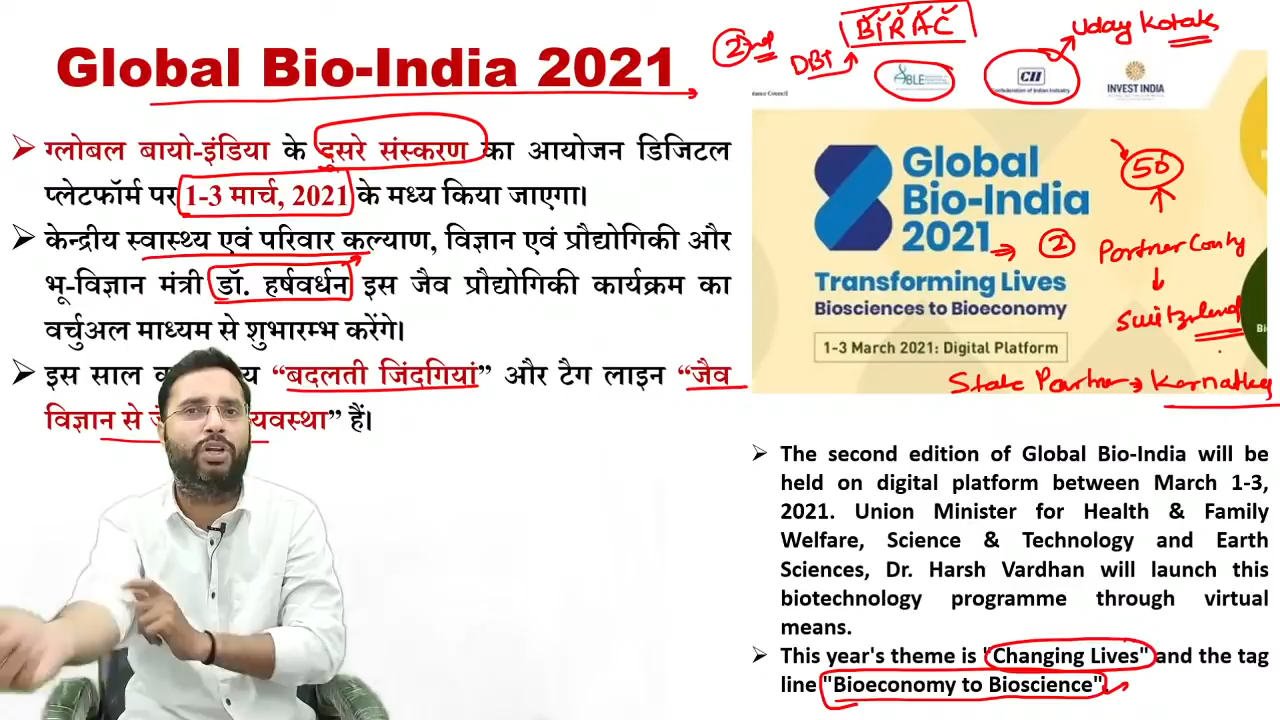 Global Bio-India 2021
ग्लोबल बायो-इंडिया के दुसरे संस्करण का आयोजन डिजिटल
प्लेटफॉर्म पर 1-3 मार्च, 2021 के मध्य किया जाएगा।
केन्द्रीय स्वास्थ्य एवं परिवार कल्याण, विज्ञान एवं प्रौद्योगिकी और
भू-विज्ञान मंत्री डॉ. हर्षवर्धन इस जैव प्रौद्योगिकी कार्यक्रम का
वर्चुअल माध्यम से शुभारम्भ करेंगे।
इस साल “बदलती जिंदगियां” और टैग लाइन “जैव
विज्ञान से है।
2nd
DBT
BIRAC
Uday Kotak
ABLE
CII
Confederation of Indian Industry
INVEST INDIA
Global
Bio-India
2021
2
50
Transforming Lives
Biosciences to Bioeconomy
1-3 March 2021: Digital Platform
Partner County
Switzerland
State Partner → Karnatka
The second edition of Global Bio-India will be
held on digital platform between March 1-3,
2021. Union Minister for Health & Family
Welfare, Science & Technology and Earth
Sciences, Dr. Harsh Vardhan will launch this
biotechnology programme through virtual
means.
This year's theme is "Changing Lives" and the tag
line "Bioeconomy to Bioscience".